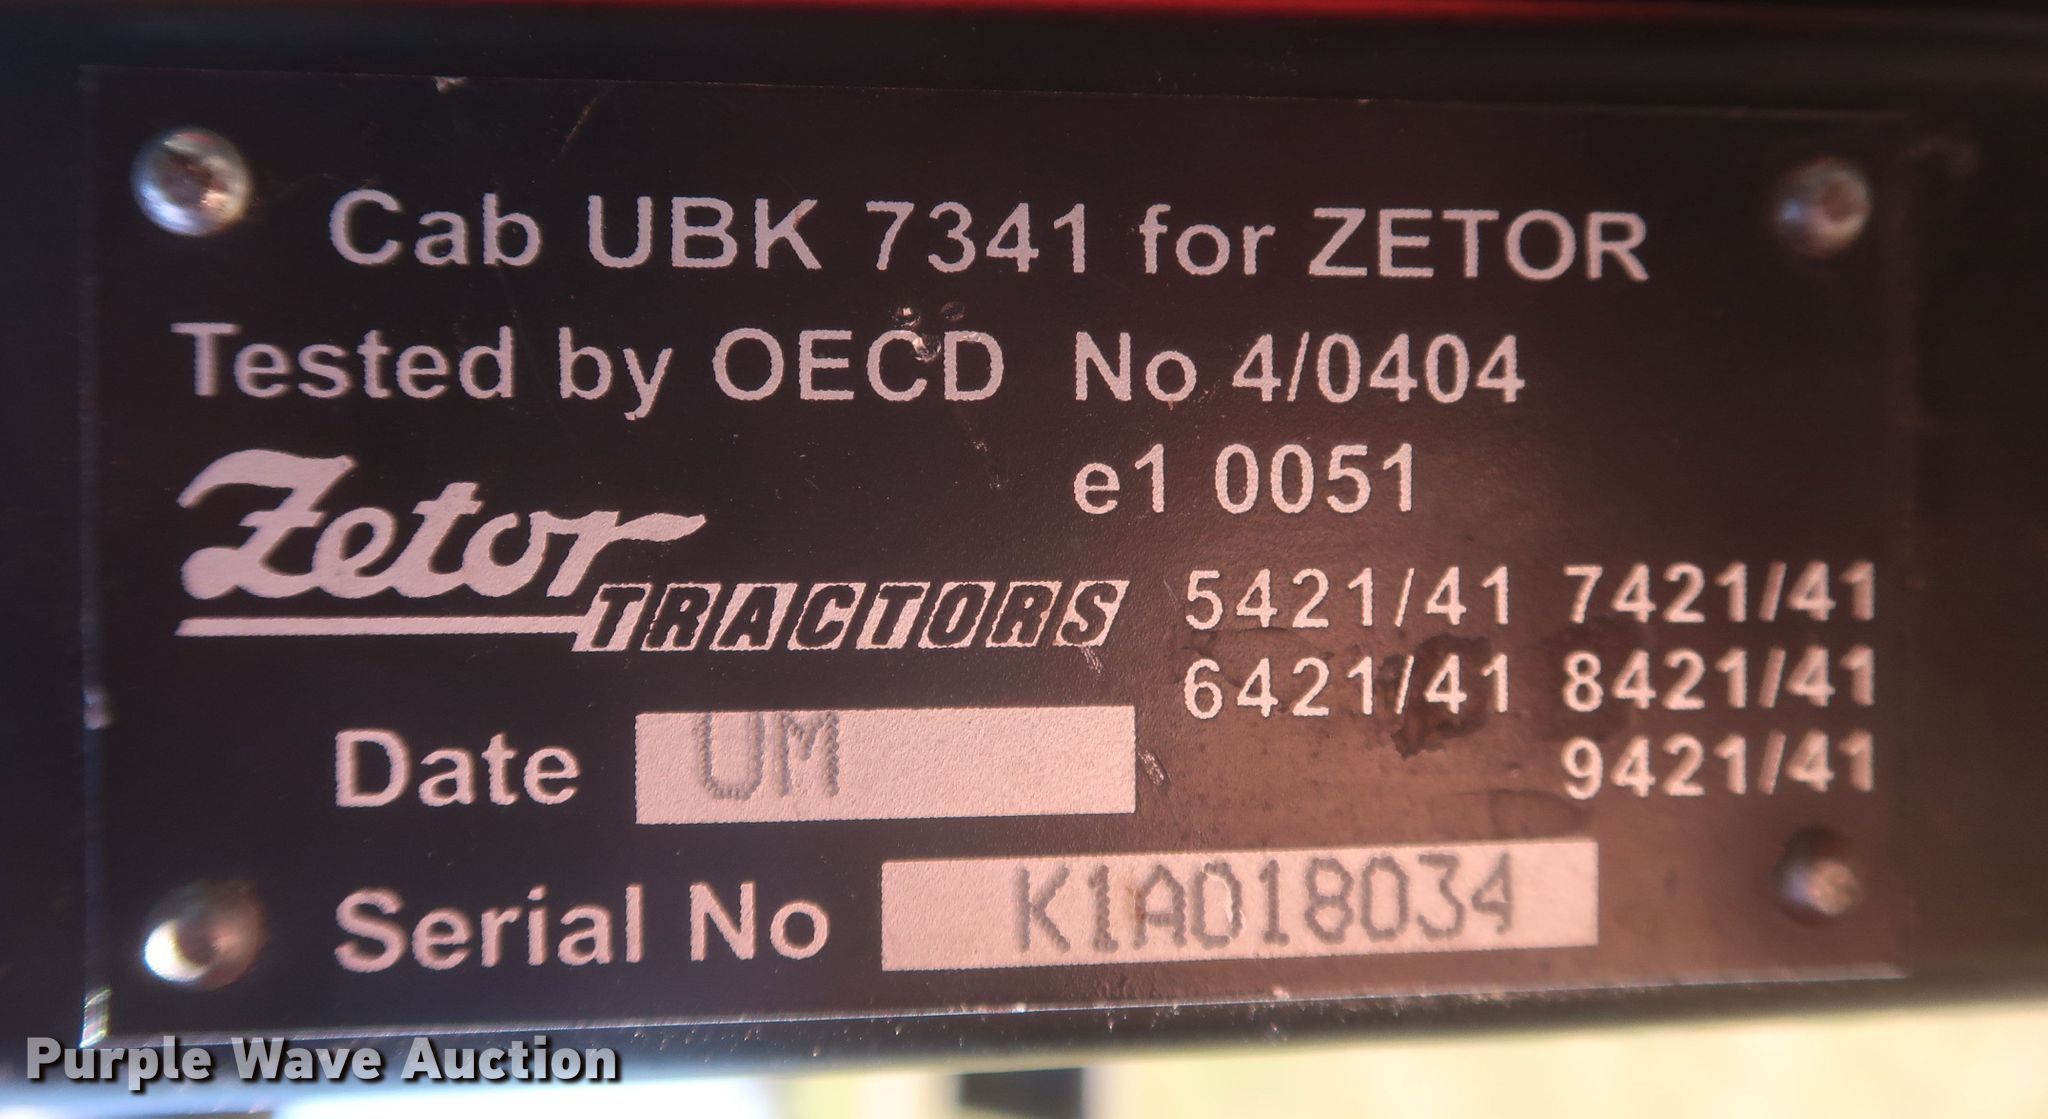 Cab UBK 7341 for ZETOR
Tested by OECD No 4/0404
e1 0051
Zetor
TRACTORS
5421/41 7421/41
6421/41 8421/41
9421/41
Date UM
Serial No K1A018034
Purple Wave Auction